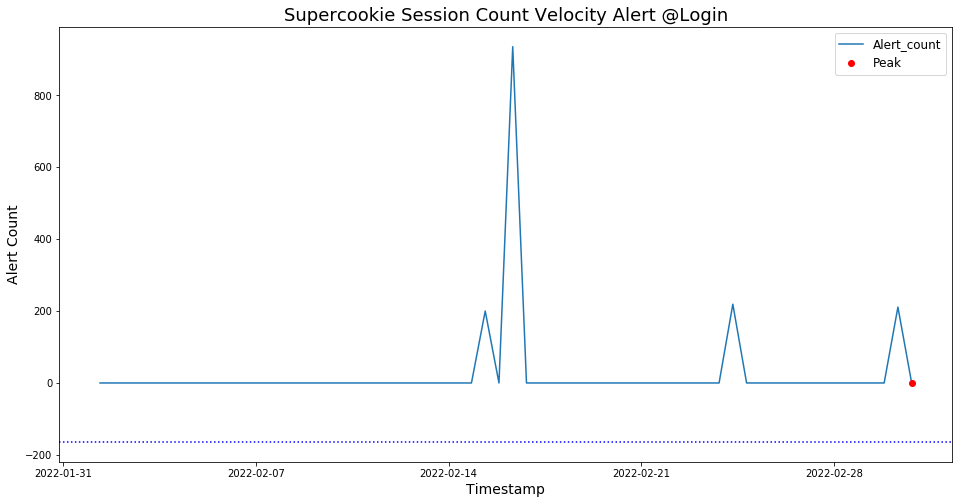 Supercookie Session Count Velocity Alert @Login
Alert_count
Peak
Alert Count
800
600
400
200
0
−200
2022-01-31
2022-02-07
2022-02-14
2022-02-21
2022-02-28
Timestamp